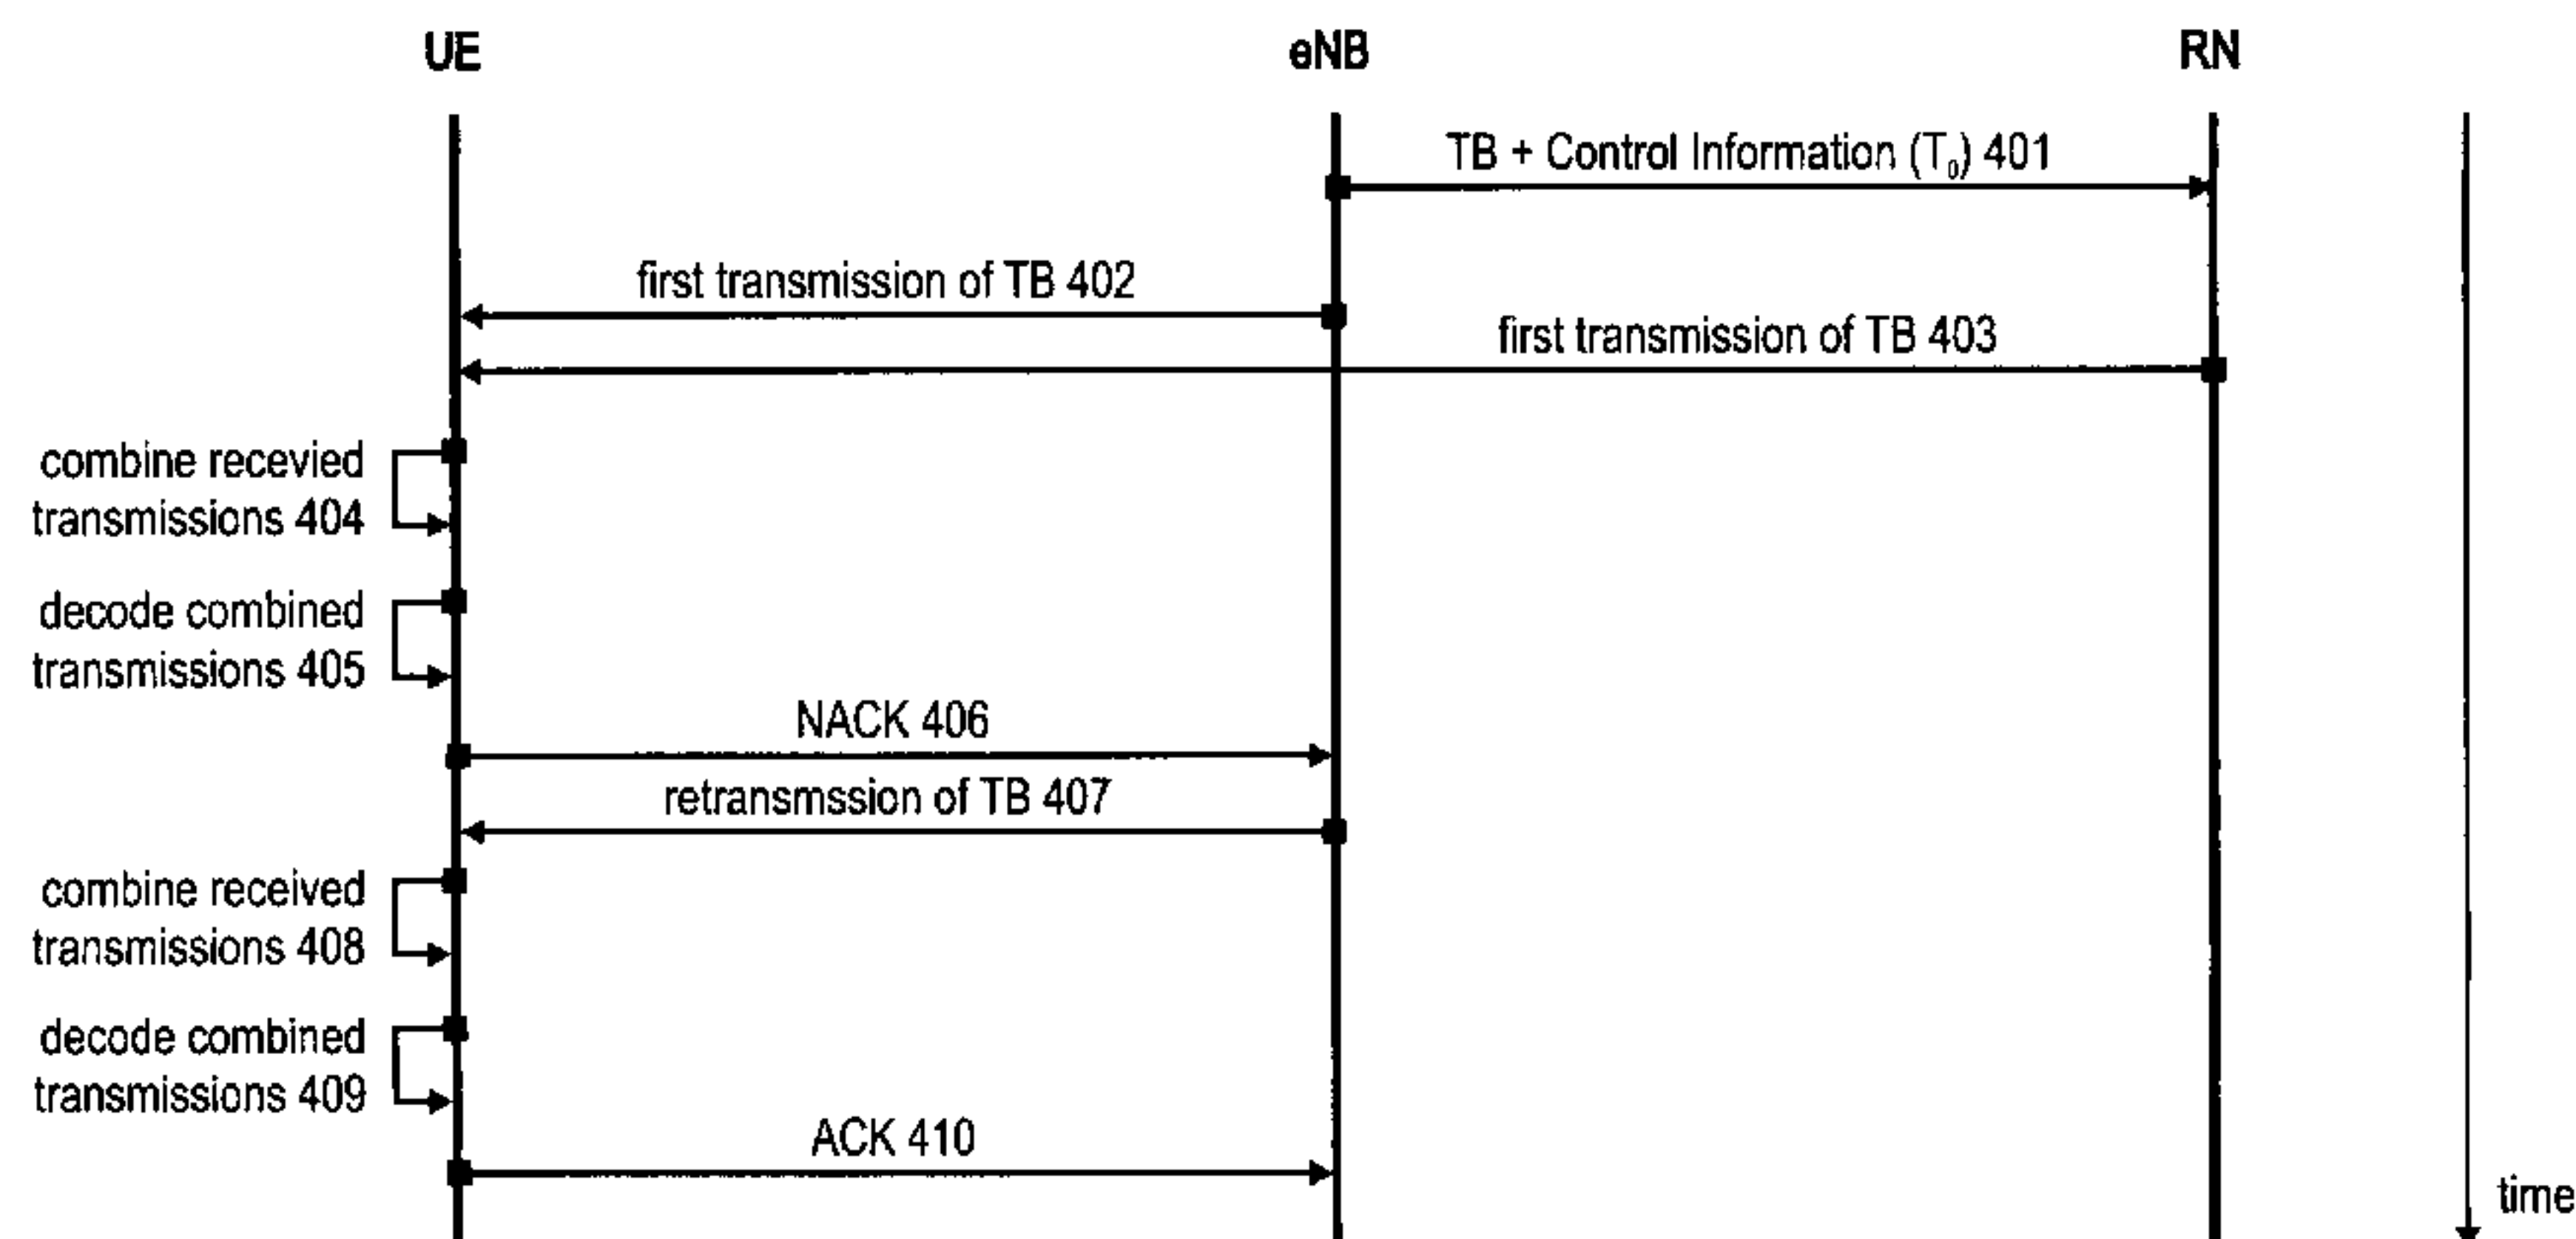 UE
eNB
RN
TB + Control Information (T₀) 401
first transmission of TB 402
first transmission of TB 403
combine recevied
transmissions 404
decode combined
transmissions 405
NACK 406
retransmssion of TB 407
combine received
transmissions 408
decode combined
transmissions 409
ACK 410
time